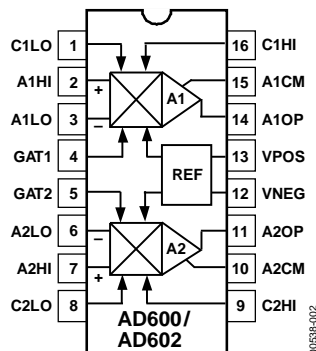 C1LO 1
16 C1HI
A1HI 2
+
A1
15 A1CM
A1LO 3
–
14 A1OP
GAT1 4
13 VPOS
REF
GAT2 5
12 VNEG
A2LO 6
–
A2
11 A2OP
A2HI 7
+
10 A2CM
C2LO 8
9 C2HI
AD600/
AD602
00538-002